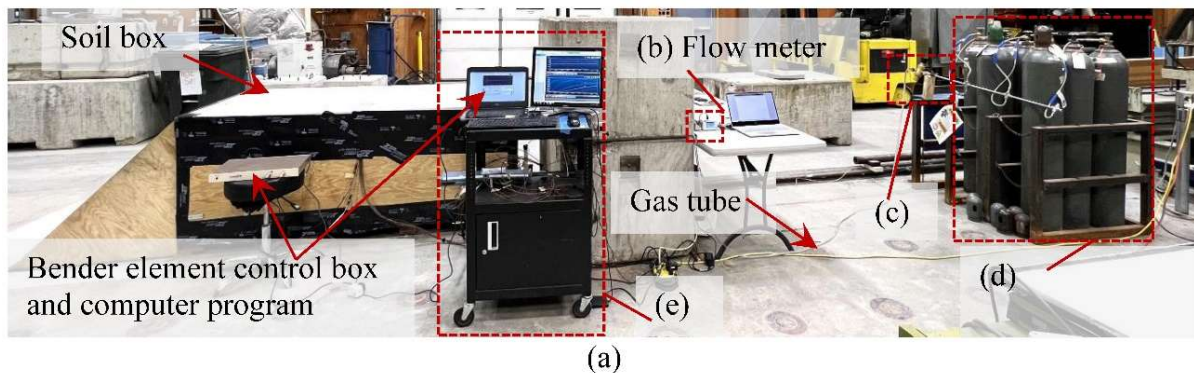 Soil box
(b) Flow meter
Gas tube
(c)
Bender element control box
and computer program
(e)
(d)
(a)